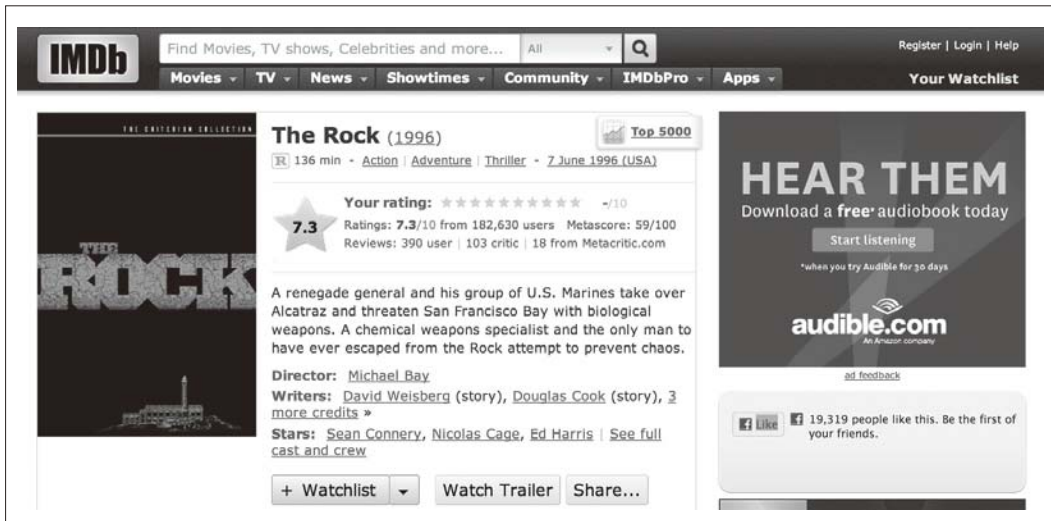 IMDb
Find Movies, TV shows, Celebrities and more... All
Register | Login | Help
Movies TV News Showtimes Community IMDbPro Apps Your Watchlist
THE CRITERION COLLECTION
THE
ROCK
The Rock (1996)
Top 5000
R 136 min - Action | Adventure | Thriller - 7 June 1996 (USA)
7.3
Your rating: -/10
Ratings: 7.3/10 from 182,630 users Metascore: 59/100
Reviews: 390 user | 103 critic | 18 from Metacritic.com
A renegade general and his group of U.S. Marines take over
Alcatraz and threaten San Francisco Bay with biological
weapons. A chemical weapons specialist and the only man to
have ever escaped from the Rock attempt to prevent chaos.
Director: Michael Bay
Writers: David Weisberg (story), Douglas Cook (story), 3
more credits »
Stars: Sean Connery, Nicolas Cage, Ed Harris | See full
cast and crew
+ Watchlist Watch Trailer Share...
HEAR THEM
Download a free* audiobook today
Start listening
*when you try Audible for 30 days
audible.com
An Amazon company
ad feedback
Like 19,319 people like this. Be the first of
your friends.